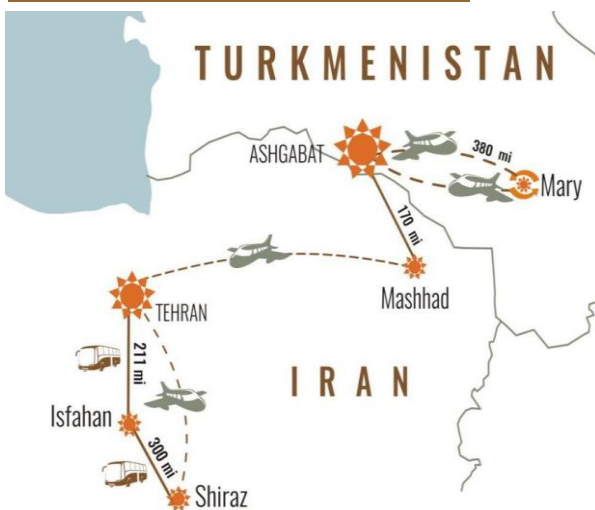 TURKMENISTAN
ASHGABAT
380 mi
Mary
170 mi
Mashhad
TEHRAN
211 mi
IRAN
Isfahan
300 mi
Shiraz